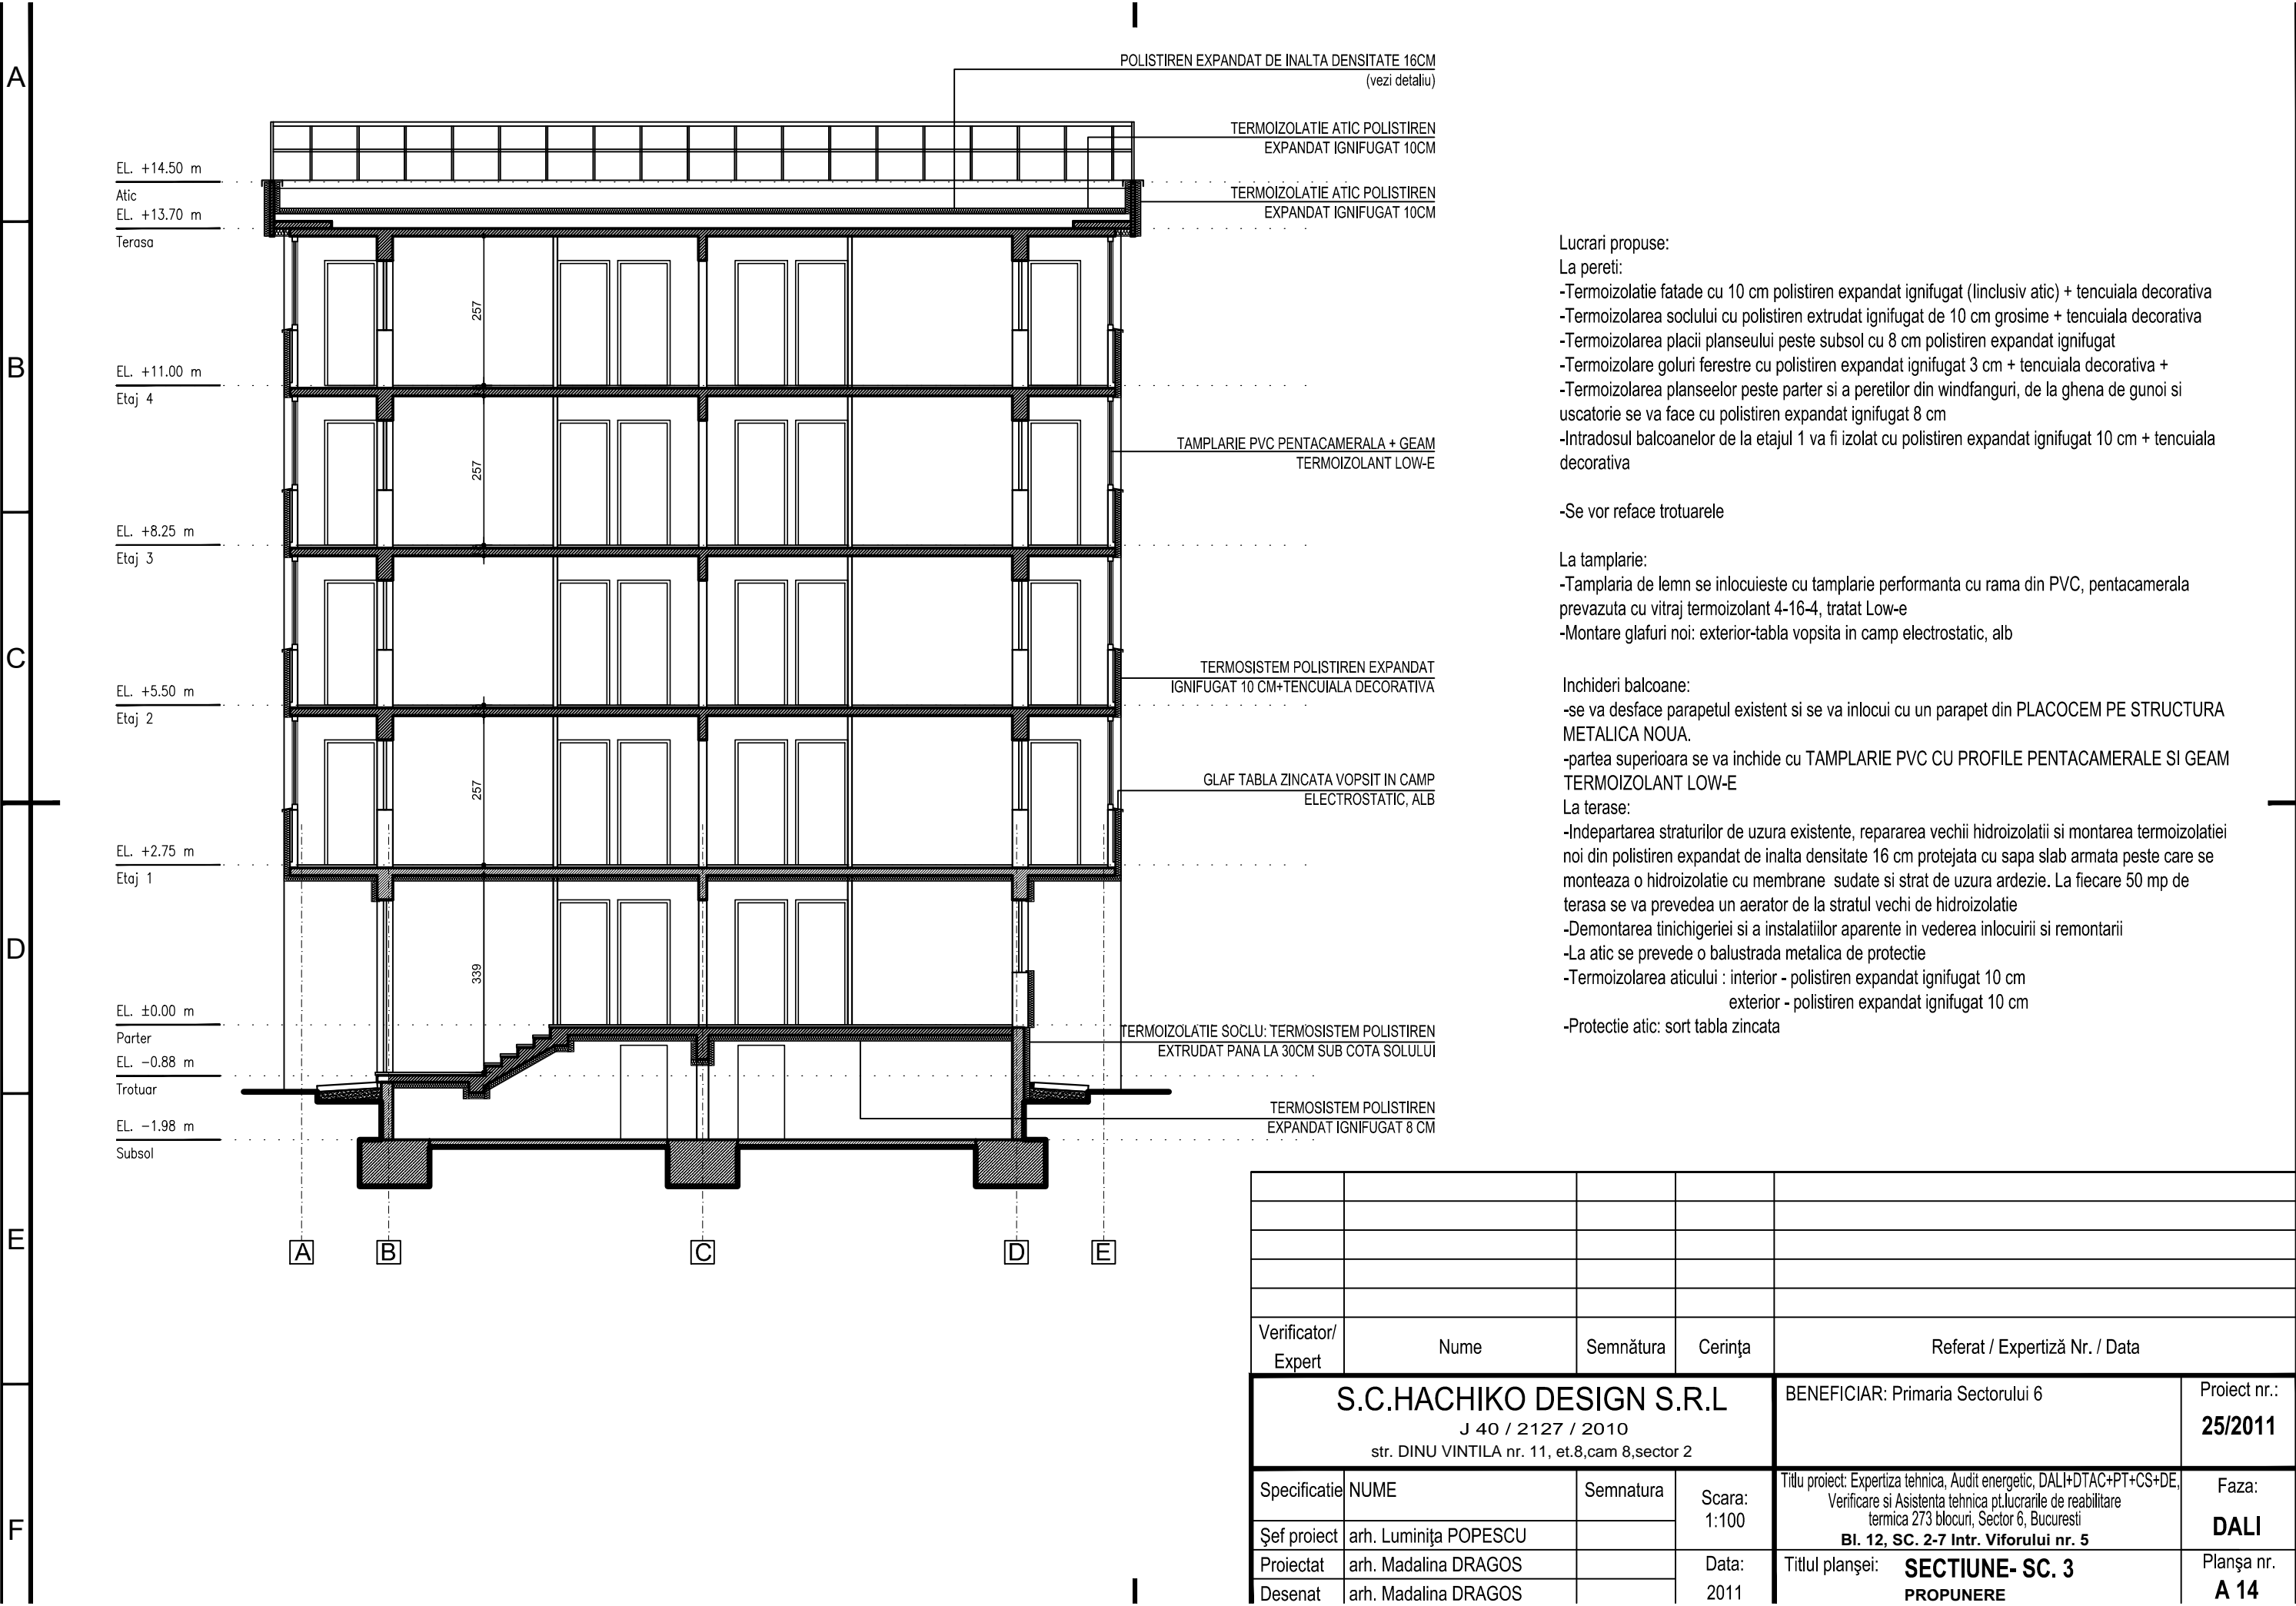 A
B
C
D
E
F
POLISTIREN EXPANDAT DE INALTA DENSITATE 16CM
(vezi detaliu)
TERMOIZOLATIE ATIC POLISTIREN
EXPANDAT IGNIFUGAT 10CM
TERMOIZOLATIE ATIC POLISTIREN
EXPANDAT IGNIFUGAT 10CM
TAMPLARIE PVC PENTACAMERALA + GEAM
TERMOIZOLANT LOW-E
TERMOSISTEM POLISTIREN EXPANDAT
IGNIFUGAT 10 CM+TENCUIALA DECORATIVA
GLAF TABLA ZINCATA VOPSIT IN CAMP
ELECTROSTATIC, ALB
TERMOIZOLATIE SOCLU: TERMOSISTEM POLISTIREN
EXTRUDAT PANA LA 30CM SUB COTA SOLULUI
TERMOSISTEM POLISTIREN
EXPANDAT IGNIFUGAT 8 CM
EL. +14.50 m
Atic
EL. +13.70 m
Terasa
EL. +11.00 m
Etaj 4
EL. +8.25 m
Etaj 3
EL. +5.50 m
Etaj 2
EL. +2.75 m
Etaj 1
EL. ±0.00 m
Parter
EL. -0.88 m
Trotuar
EL. -1.98 m
Subsol
257
257
257
339
A
B
C
D
E
Lucrari propuse:
La pereti:
-Termoizolatie fatade cu 10 cm polistiren expandat ignifugat (Iinclusiv atic) + tencuiala decorativa
-Termoizolarea soclului cu polistiren extrudat ignifugat de 10 cm grosime + tencuiala decorativa
-Termoizolarea placii planseului peste subsol cu 8 cm polistiren expandat ignifugat
-Termoizolare goluri ferestre cu polistiren expandat ignifugat 3 cm + tencuiala decorativa +
-Termoizolarea planseelor peste parter si a peretilor din windfanguri, de la ghena de gunoi si
uscatorie se va face cu polistiren expandat ignifugat 8 cm
-Intradosul balcoanelor de la etajul 1 va fi izolat cu polistiren expandat ignifugat 10 cm + tencuiala
decorativa
-Se vor reface trotuarele
La tamplarie:
-Tamplaria de lemn se inlocuieste cu tamplarie performanta cu rama din PVC, pentacamerala
prevazuta cu vitraj termoizolant 4-16-4, tratat Low-e
-Montare glafuri noi: exterior-tabla vopsita in camp electrostatic, alb
Inchideri balcoane:
-se va desface parapetul existent si se va inlocui cu un parapet din PLACOCEM PE STRUCTURA
METALICA NOUA.
-partea superioara se va inchide cu TAMPLARIE PVC CU PROFILE PENTACAMERALE SI GEAM
TERMOIZOLANT LOW-E
La terase:
-Indepartarea straturilor de uzura existente, repararea vechii hidroizolatii si montarea termoizolatiei
noi din polistiren expandat de inalta densitate 16 cm protejata cu sapa slab armata peste care se
monteaza o hidroizolatie cu membrane sudate si strat de uzura ardezie. La fiecare 50 mp de
terasa se va prevedea un aerator de la stratul vechi de hidroizolatie
-Demontarea tinichigeriei si a instalatiilor aparente in vederea inlocuirii si remontarii
-La atic se prevede o balustrada metalica de protectie
-Termoizolarea aticului : interior - polistiren expandat ignifugat 10 cm
exterior - polistiren expandat ignifugat 10 cm
-Protectie atic: sort tabla zincata
Verificator/
Expert
Nume
Semnătura
Cerinţa
Referat / Expertiză Nr. / Data
S.C.HACHIKO DESIGN S.R.L
J 40 / 2127 / 2010
str. DINU VINTILA nr. 11, et.8,cam 8,sector 2
BENEFICIAR: Primaria Sectorului 6
Proiect nr.:
25/2011
Specificatie
NUME
Semnatura
Scara:
1:100
Titlu proiect: Expertiza tehnica, Audit energetic, DALI+DTAC+PT+CS+DE,
Verificare si Asistenta tehnica pt.lucrarile de reabilitare
termica 273 blocuri, Sector 6, Bucuresti
Bl. 12, SC. 2-7 Intr. Viforului nr. 5
Faza:
DALI
Şef proiect
arh. Luminiţa POPESCU
Proiectat
arh. Madalina DRAGOS
Desenat
arh. Madalina DRAGOS
Data:
2011
Titlul planşei:
SECTIUNE- SC. 3
PROPUNERE
Planşa nr.
A 14